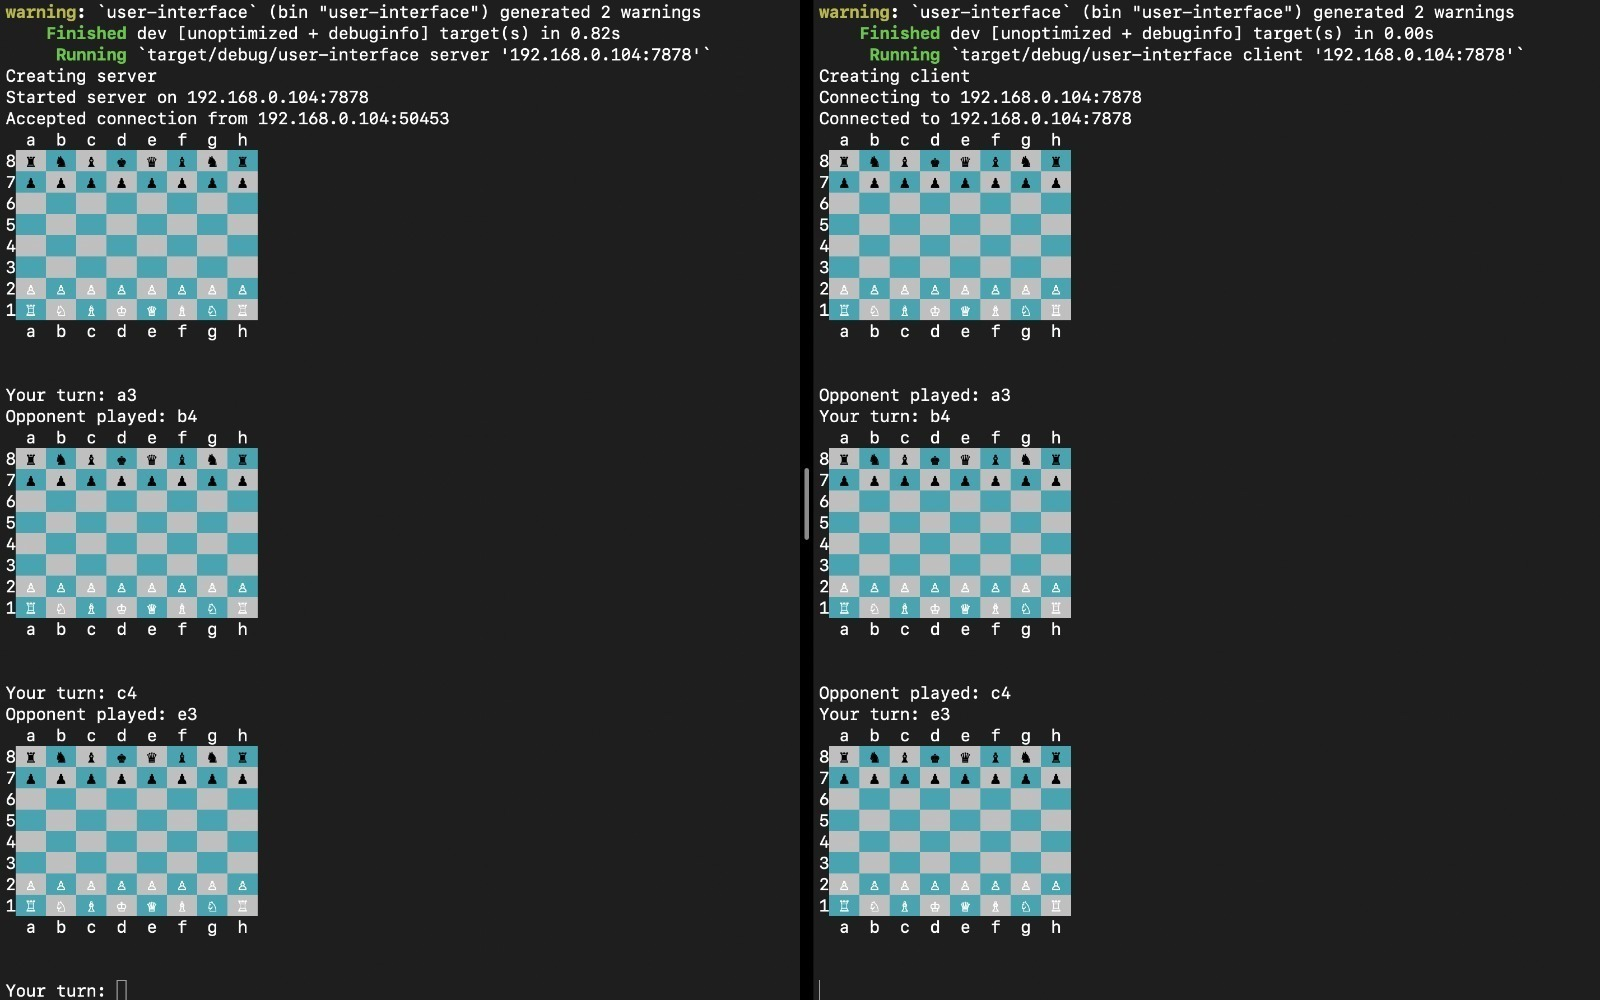 warning: `user-interface` (bin "user-interface") generated 2 warnings
Finished dev [unoptimized + debuginfo] target(s) in 0.82s
Running `target/debug/user-interface server '192.168.0.104:7878'`
Creating server
Started server on 192.168.0.104:7878
Accepted connection from 192.168.0.104:50453
a b c d e f g h
8 ♜ ♞ ♝ ♚ ♛ ♝ ♞ ♜
7 ♟ ♟ ♟ ♟ ♟ ♟ ♟ ♟
6
5
4
3
2 ♙ ♙ ♙ ♙ ♙ ♙ ♙ ♙
1 ♖ ♘ ♗ ♔ ♕ ♗ ♘ ♖
a b c d e f g h
Your turn: a3
Opponent played: b4
a b c d e f g h
8 ♜ ♞ ♝ ♚ ♛ ♝ ♞ ♜
7 ♟ ♟ ♟ ♟ ♟ ♟ ♟ ♟
6
5
4
3
2 ♙ ♙ ♙ ♙ ♙ ♙ ♙ ♙
1 ♖ ♘ ♗ ♔ ♕ ♗ ♘ ♖
a b c d e f g h
Your turn: c4
Opponent played: e3
a b c d e f g h
8 ♜ ♞ ♝ ♚ ♛ ♝ ♞ ♜
7 ♟ ♟ ♟ ♟ ♟ ♟ ♟ ♟
6
5
4
3
2 ♙ ♙ ♙ ♙ ♙ ♙ ♙ ♙
1 ♖ ♘ ♗ ♔ ♕ ♗ ♘ ♖
a b c d e f g h
Your turn:
warning: `user-interface` (bin "user-interface") generated 2 warnings
Finished dev [unoptimized + debuginfo] target(s) in 0.00s
Running `target/debug/user-interface client '192.168.0.104:7878'`
Creating client
Connecting to 192.168.0.104:7878
Connected to 192.168.0.104:7878
a b c d e f g h
8 ♜ ♞ ♝ ♚ ♛ ♝ ♞ ♜
7 ♟ ♟ ♟ ♟ ♟ ♟ ♟ ♟
6
5
4
3
2 ♙ ♙ ♙ ♙ ♙ ♙ ♙ ♙
1 ♖ ♘ ♗ ♔ ♕ ♗ ♘ ♖
a b c d e f g h
Opponent played: a3
Your turn: b4
a b c d e f g h
8 ♜ ♞ ♝ ♚ ♛ ♝ ♞ ♜
7 ♟ ♟ ♟ ♟ ♟ ♟ ♟ ♟
6
5
4
3
2 ♙ ♙ ♙ ♙ ♙ ♙ ♙ ♙
1 ♖ ♘ ♗ ♔ ♕ ♗ ♘ ♖
a b c d e f g h
Opponent played: c4
Your turn: e3
a b c d e f g h
8 ♜ ♞ ♝ ♚ ♛ ♝ ♞ ♜
7 ♟ ♟ ♟ ♟ ♟ ♟ ♟ ♟
6
5
4
3
2 ♙ ♙ ♙ ♙ ♙ ♙ ♙ ♙
1 ♖ ♘ ♗ ♔ ♕ ♗ ♘ ♖
a b c d e f g h